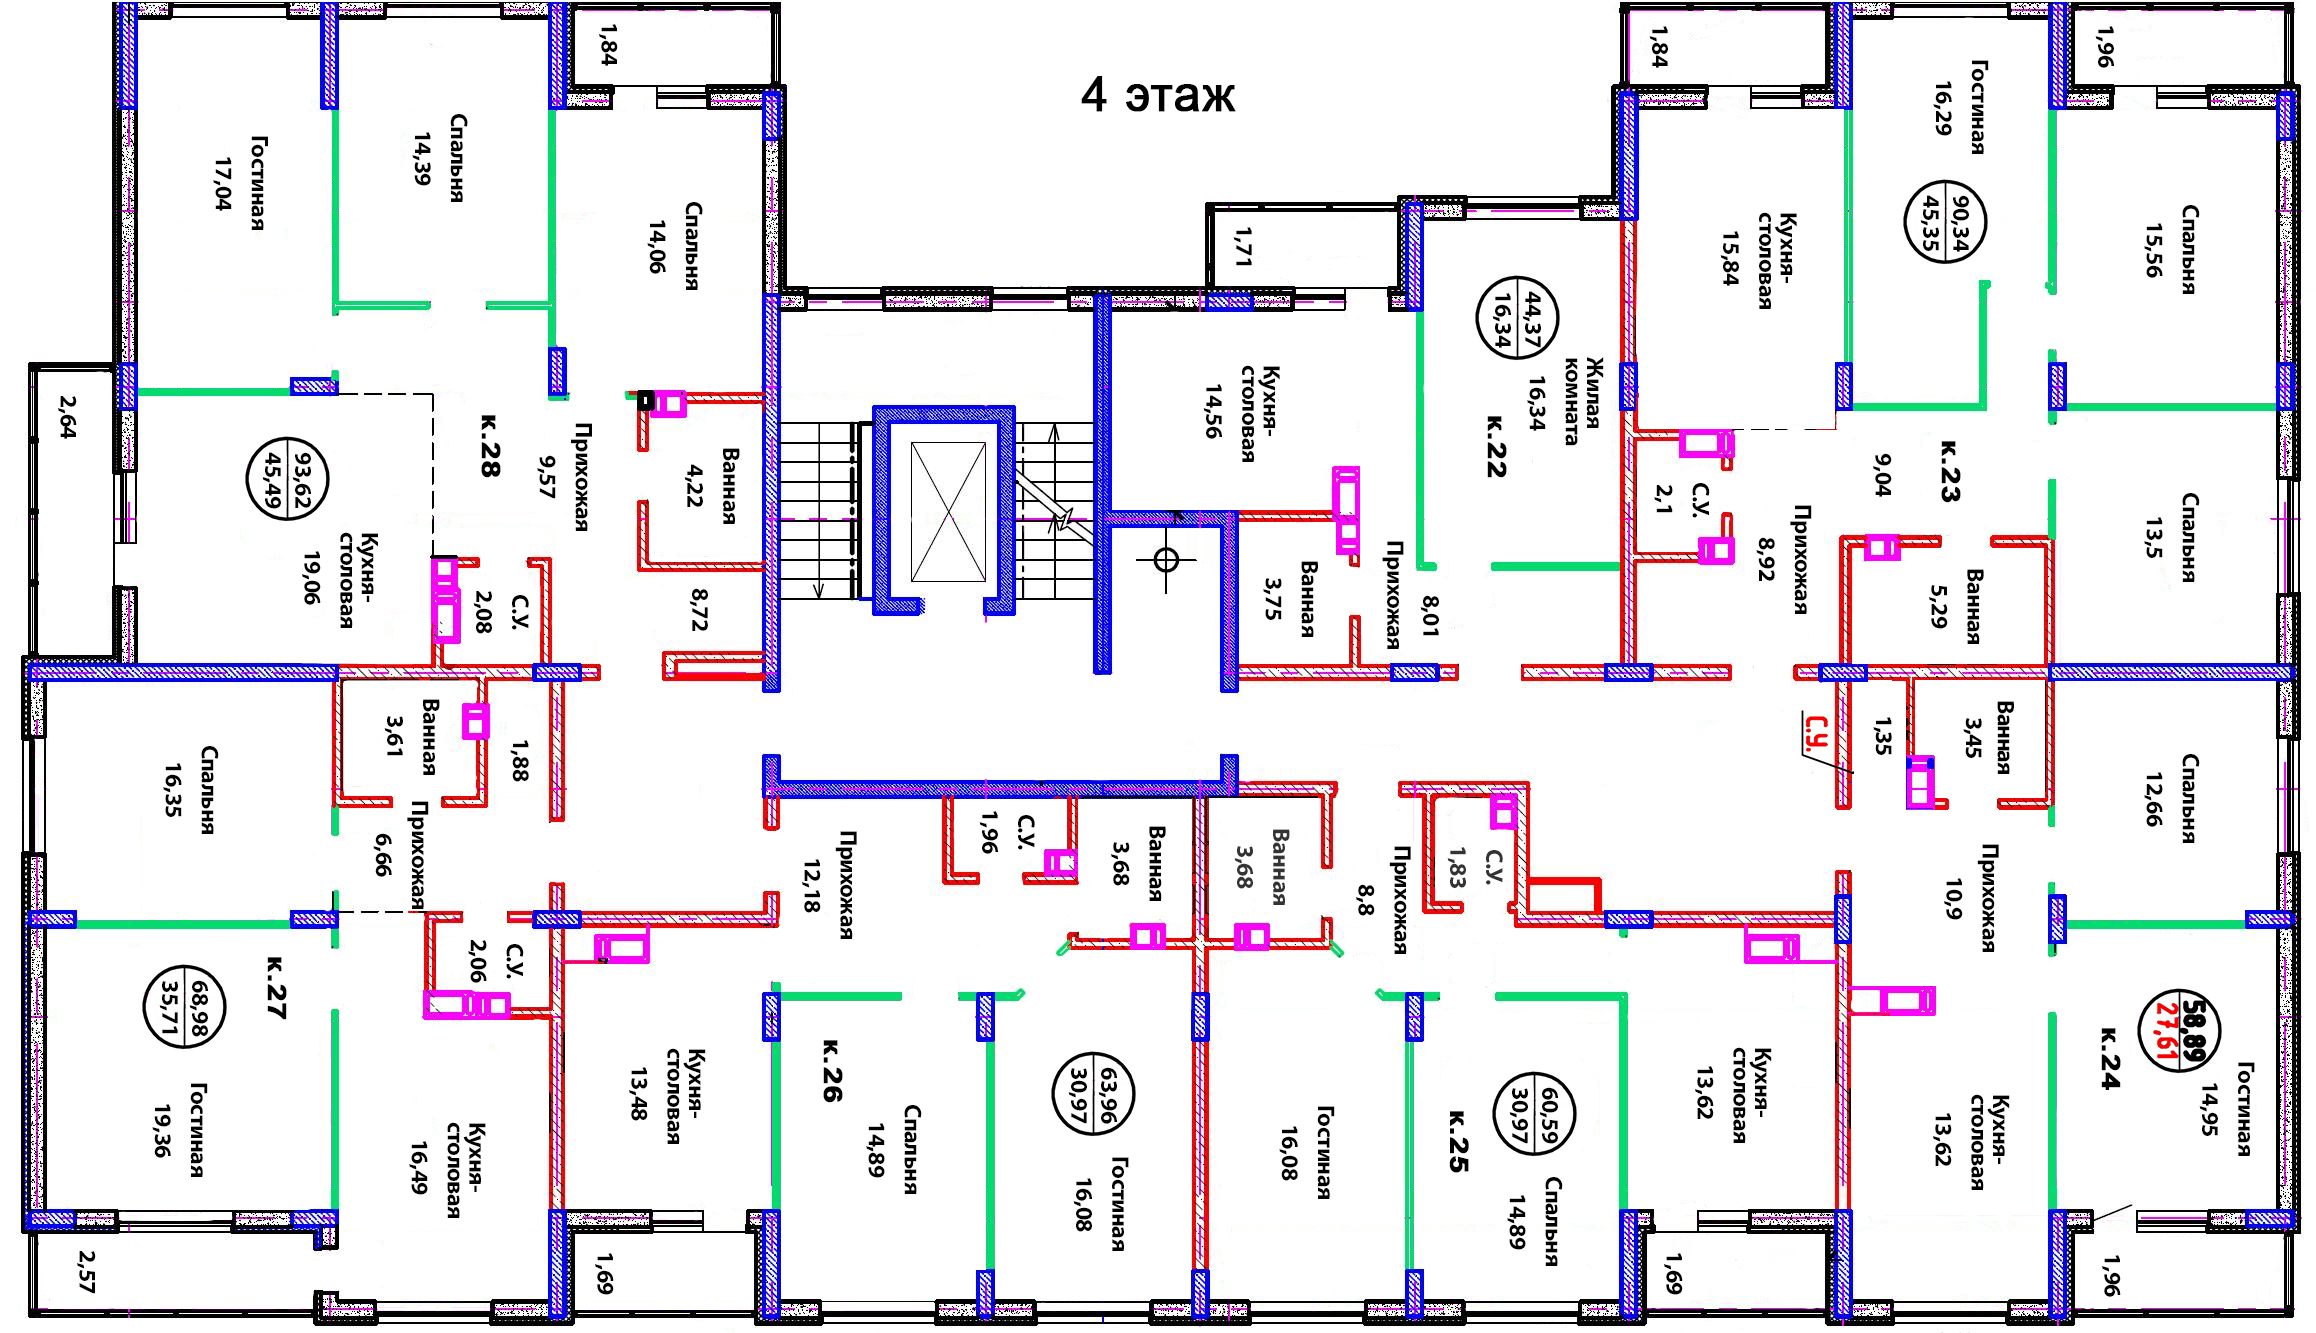 4 этаж
1,84
Гостиная
17,04
Спальня
14,39
Спальня
14,06
2,64
93,62
45,49
Кухня-
столовая
19,06
к.28
Прихожая
9,57
Ванная
4,22
С.У.
2,08
8,72
1,71
Кухня-
столовая
14,56
44,37
16,34
Жилая
комната
16,34
к.22
Ванная
3,75
Прихожая
8,01
1,84
Кухня-
столовая
15,84
Гостиная
16,29
90,34
45,35
1,96
Спальня
15,56
С.У.
2,1
Прихожая
8,92
9,04
к.23
Ванная
5,29
Спальня
13,5
Спальня
16,35
Ванная
3,61
1,88
Прихожая
6,66
С.У.
2,06
к.27
68,98
35,71
Гостиная
19,36
Кухня-
столовая
16,49
2,57
Прихожая
12,18
С.У.
1,96
Ванная
3,68
Кухня-
столовая
13,48
к.26
Спальня
14,89
63,96
30,97
Гостиная
16,08
1,69
Ванная
3,68
Прихожая
8,8
С.У.
1,83
Гостиная
16,08
к.25
60,59
30,97
Спальня
14,89
Кухня-
столовая
13,62
1,69
С.У.
1,35
Ванная
3,45
Спальня
12,66
Прихожая
10,9
58,89
27,61
к.24
Гостиная
14,95
Кухня-
столовая
13,62
1,96